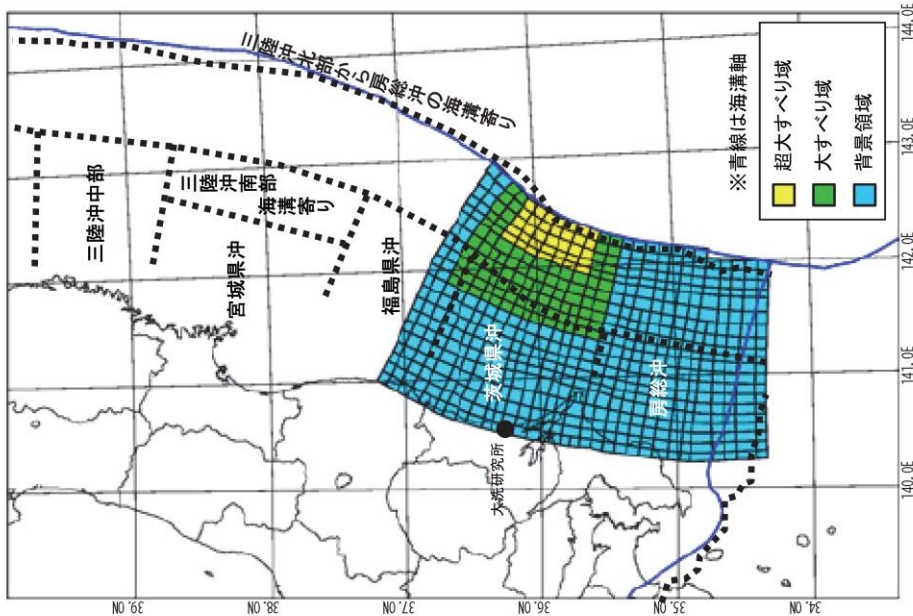 三陸沖中部
三陸沖南部
海溝寄り
宮城県沖
福島県沖
三陸沖北部から房総沖の海溝寄り
茨城県沖
房総沖
大洗研究所
※青線は海溝軸
超大すべり域
大すべり域
背景領域
39.0N
38.0N
37.0N
36.0N
35.0N
34.0N
140.0E
141.0E
142.0E
143.0E
144.0E